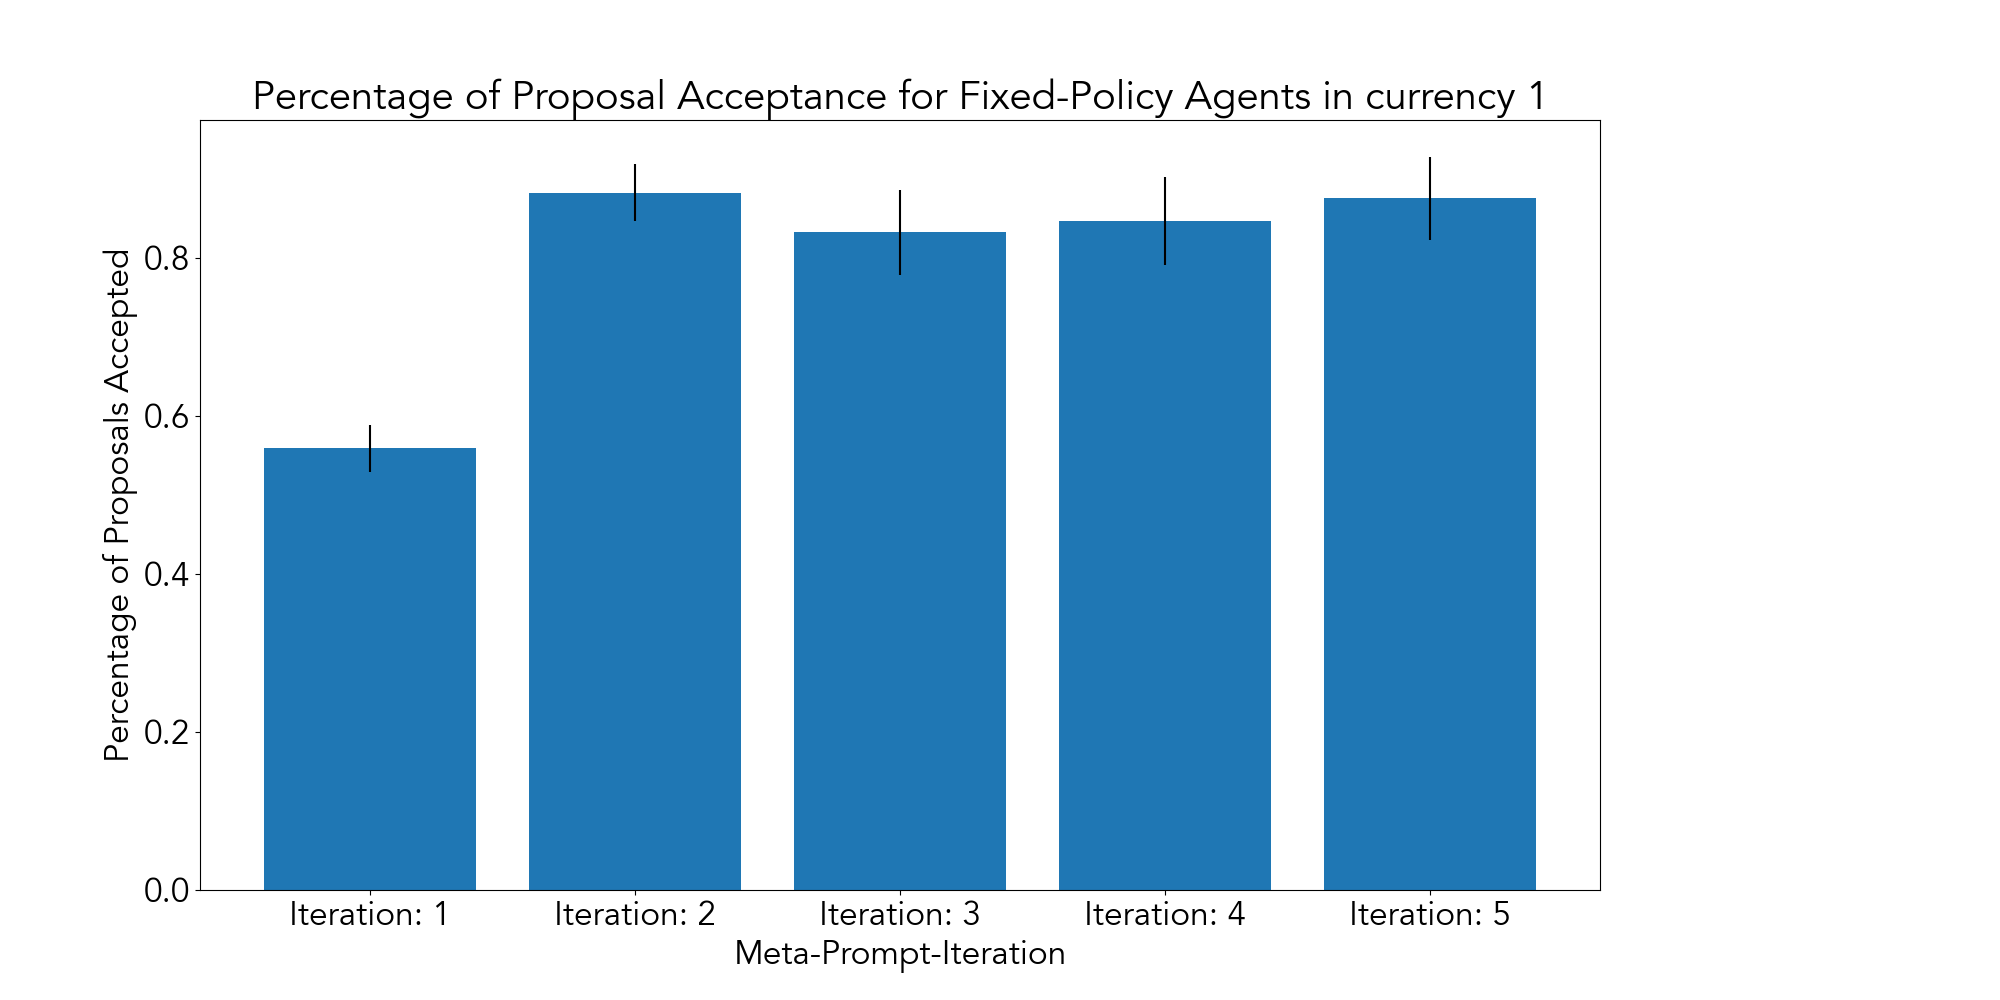 Percentage of Proposal Acceptance for Fixed-Policy Agents in currency 1
Percentage of Proposals Accepted
0.8
0.6
0.4
0.2
0.0
Iteration: 1
Iteration: 2
Iteration: 3
Iteration: 4
Iteration: 5
Meta-Prompt-Iteration